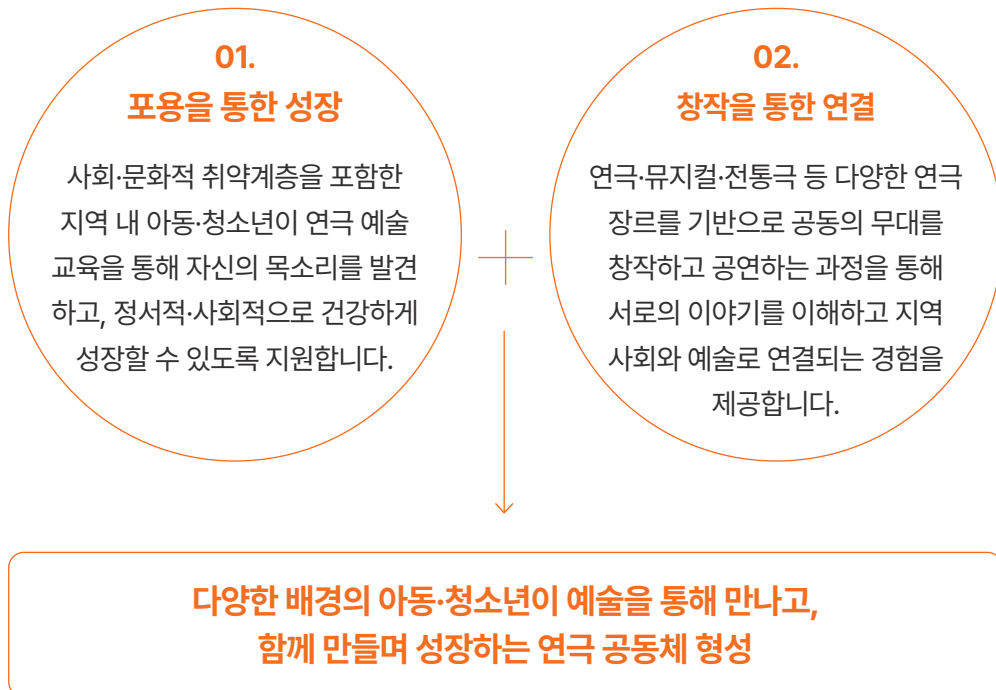 01.
포용을 통한 성장
사회·문화적 취약계층을 포함한
지역 내 아동·청소년이 연극 예술
교육을 통해 자신의 목소리를 발견
하고, 정서적·사회적으로 건강하게
성장할 수 있도록 지원합니다.
02.
창작을 통한 연결
연극·뮤지컬·전통극 등 다양한 연극
장르를 기반으로 공동의 무대를
창작하고 공연하는 과정을 통해
서로의 이야기를 이해하고 지역
사회와 예술로 연결되는 경험을
제공합니다.
다양한 배경의 아동·청소년이 예술을 통해 만나고,
함께 만들며 성장하는 연극 공동체 형성